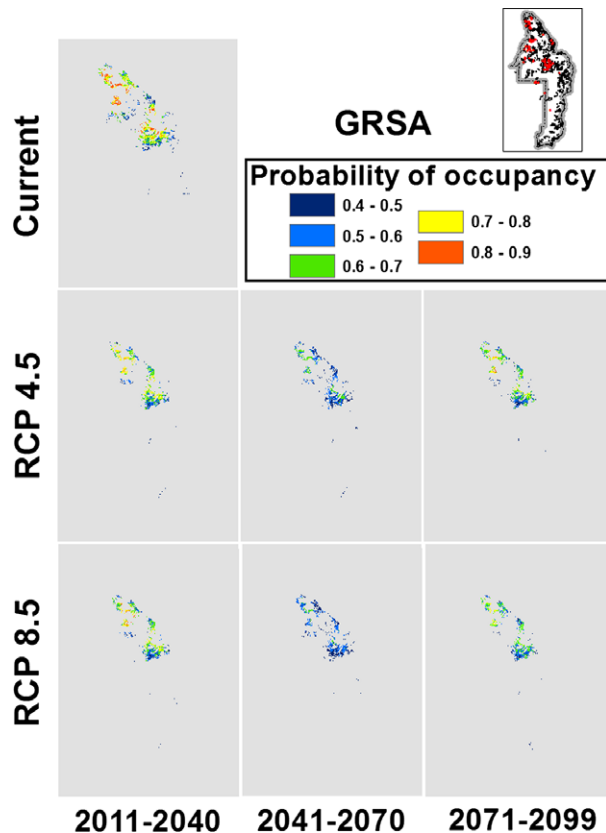 Current
GRSA
Probability of occupancy
0.4 - 0.5
0.5 - 0.6
0.6 - 0.7
0.7 - 0.8
0.8 - 0.9
RCP 4.5
RCP 8.5
2011-2040
2041-2070
2071-2099